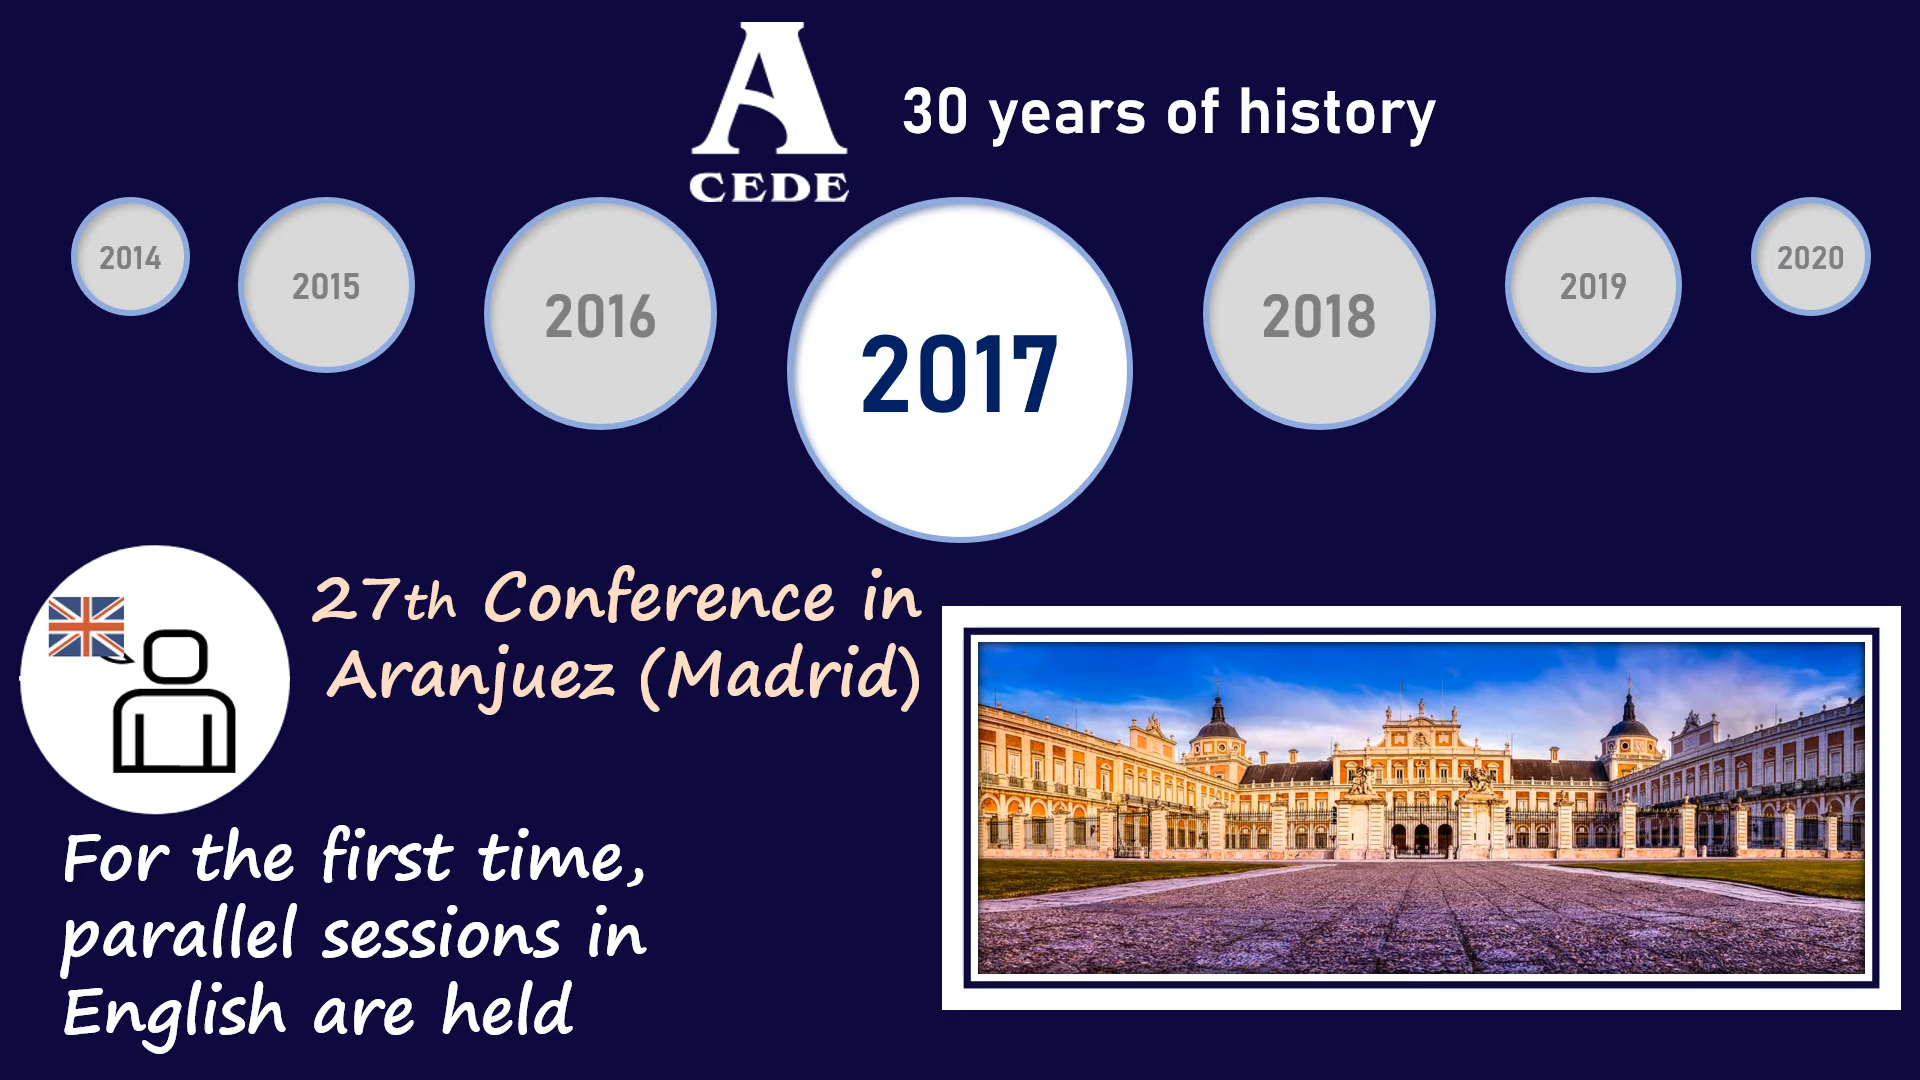 A
CEDE
30 years of history
2014
2015
2016
2017
2018
2019
2020
27th Conference in
Aranjuez (Madrid)
For the first time,
parallel sessions in
English are held